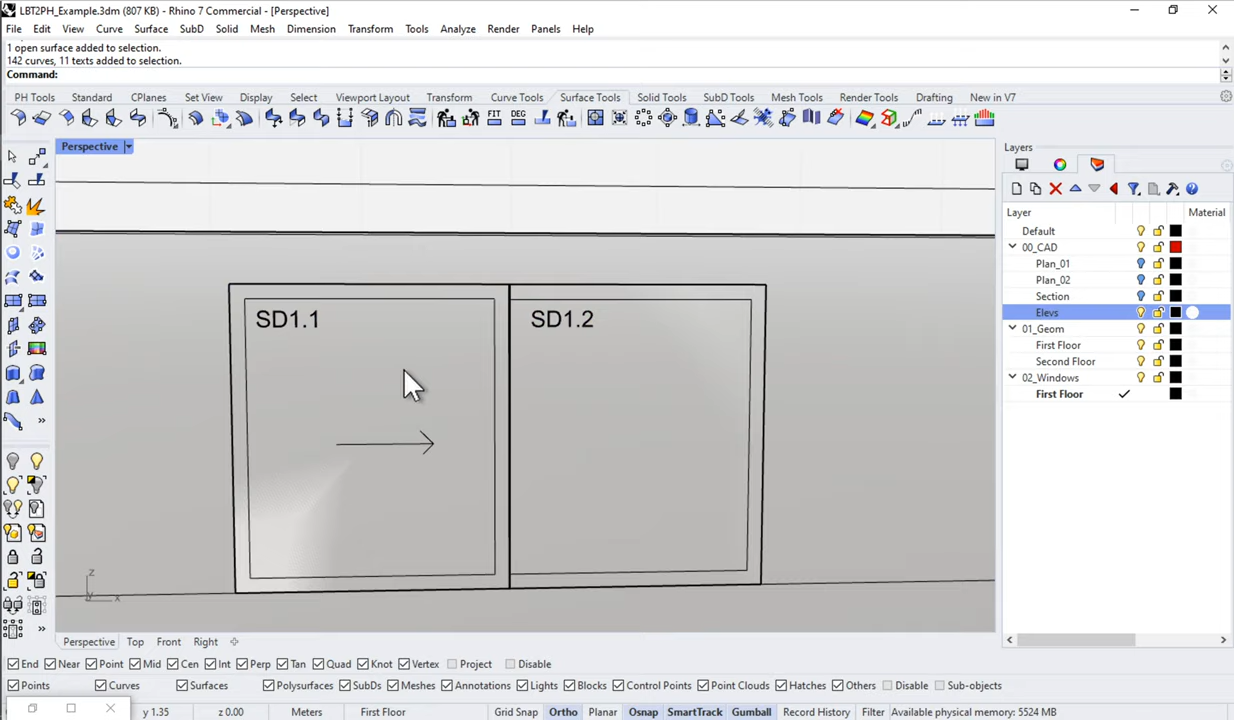 LBT2PH_Example.3dm (807 KB) - Rhino 7 Commercial - [Perspective]
File Edit View Curve Surface SubD Solid Mesh Dimension Transform Tools Analyze Render Panels Help
1 open surface added to selection.
142 curves, 11 texts added to selection.
Command:
PH Tools Standard CPlanes Set View Display Select Viewport Layout Transform Curve Tools Surface Tools Solid Tools SubD Tools Mesh Tools Render Tools Drafting New in V7
FIT DEG
Perspective
Layers
Layer Material
Default
00_CAD
Plan_01
Plan_02
Section
Elevs
01_Geom
First Floor
Second Floor
02_Windows
First Floor
SD1.1 SD1.2
z
y x
Perspective Top Front Right
End Near Point Mid Cen Int Perp Tan Quad Knot Vertex Project Disable
Points Curves Surfaces Polysurfaces SubDs Meshes Annotations Lights Blocks Control Points Point Clouds Hatches Others Disable Sub-objects
y 1.35 z 0.00 Meters First Floor Grid Snap Ortho Planar Osnap SmartTrack Gumball Record History Filter Available physical memory: 5524 MB